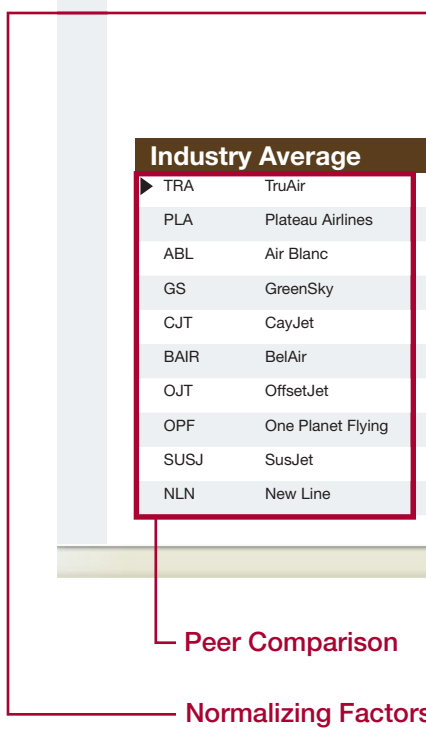 Industry Average
TRA TruAir
PLA Plateau Airlines
ABL Air Blanc
GS GreenSky
CJT CayJet
BAIR BelAir
OJT OffsetJet
OPF One Planet Flying
SUSJ SusJet
NLN New Line
Peer Comparison
Normalizing Factors